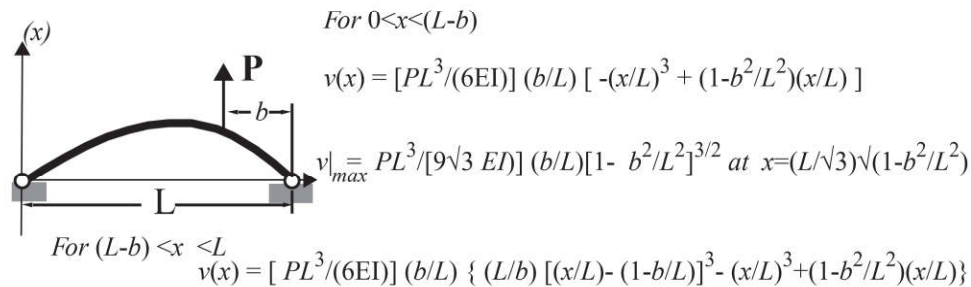 (x)
For 0<x<(L-b)
P
v(x) = [PL³/(6EI)] (b/L) [ -(x/L)³ + (1-b²/L²)(x/L) ]
b
v|max = PL³/[9√3 EI)] (b/L)[1- b²/L²]³/² at x=(L/√3)√(1-b²/L²)
L
For (L-b) <x <L
v(x) = [ PL³/(6EI)] (b/L) { (L/b) [(x/L)- (1-b/L)]³- (x/L)³+(1-b²/L²)(x/L)}